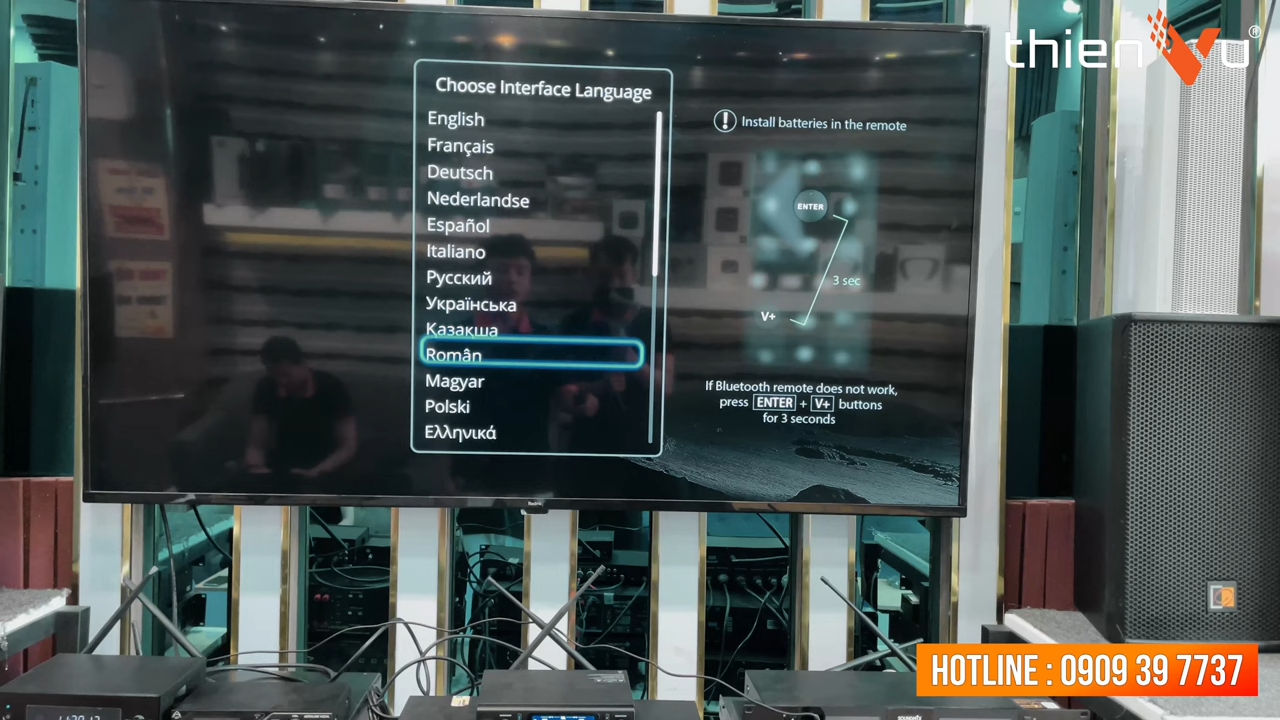 thienVu®
Choose Interface Language
English
Français
Deutsch
Nederlandse
Español
Italiano
Русский
Українська
Казакша
Român
Magyar
Polski
Ελληνικά
! Install batteries in the remote
ENTER
3 sec
V+
If Bluetooth remote does not work,
press ENTER + V+ buttons
for 3 seconds
HOTLINE : 0909 39 7737